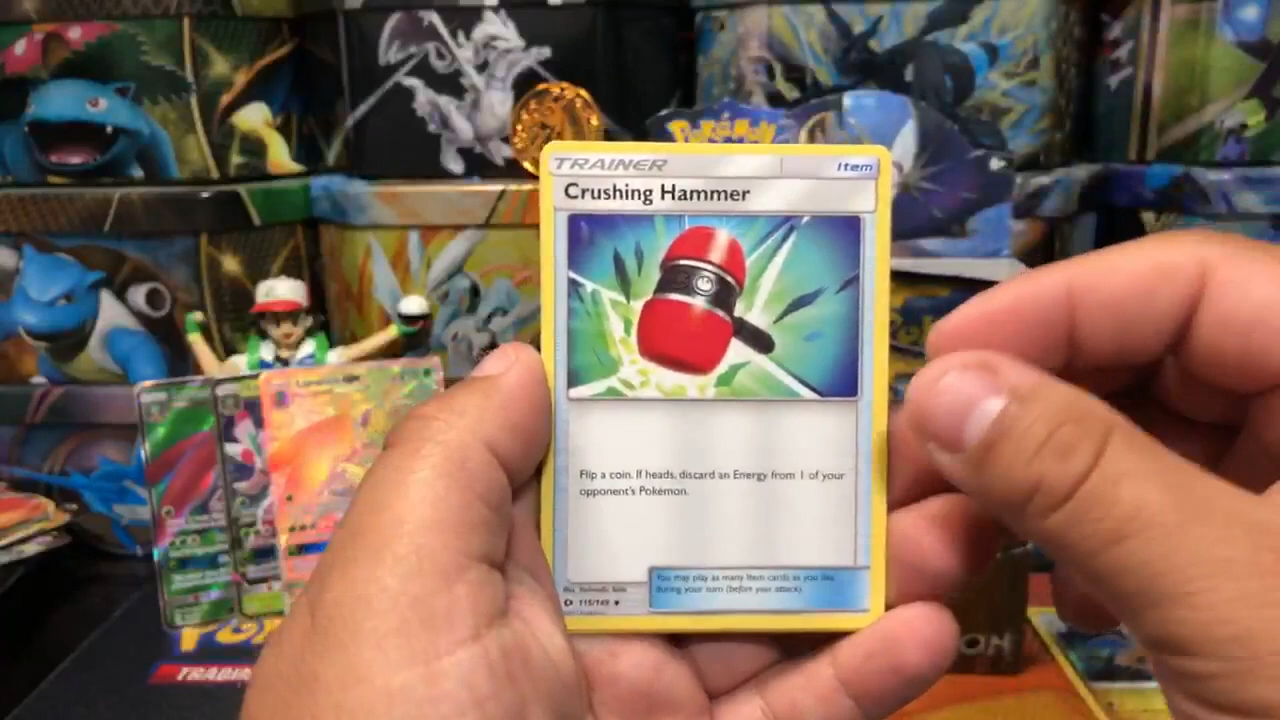 Pokémon
TRAINER
Item
Crushing Hammer
Flip a coin. If heads, discard an Energy from 1 of your
opponent's Pokémon.
You may play as many Item cards as you like
during your turn (before your attack).
115/149